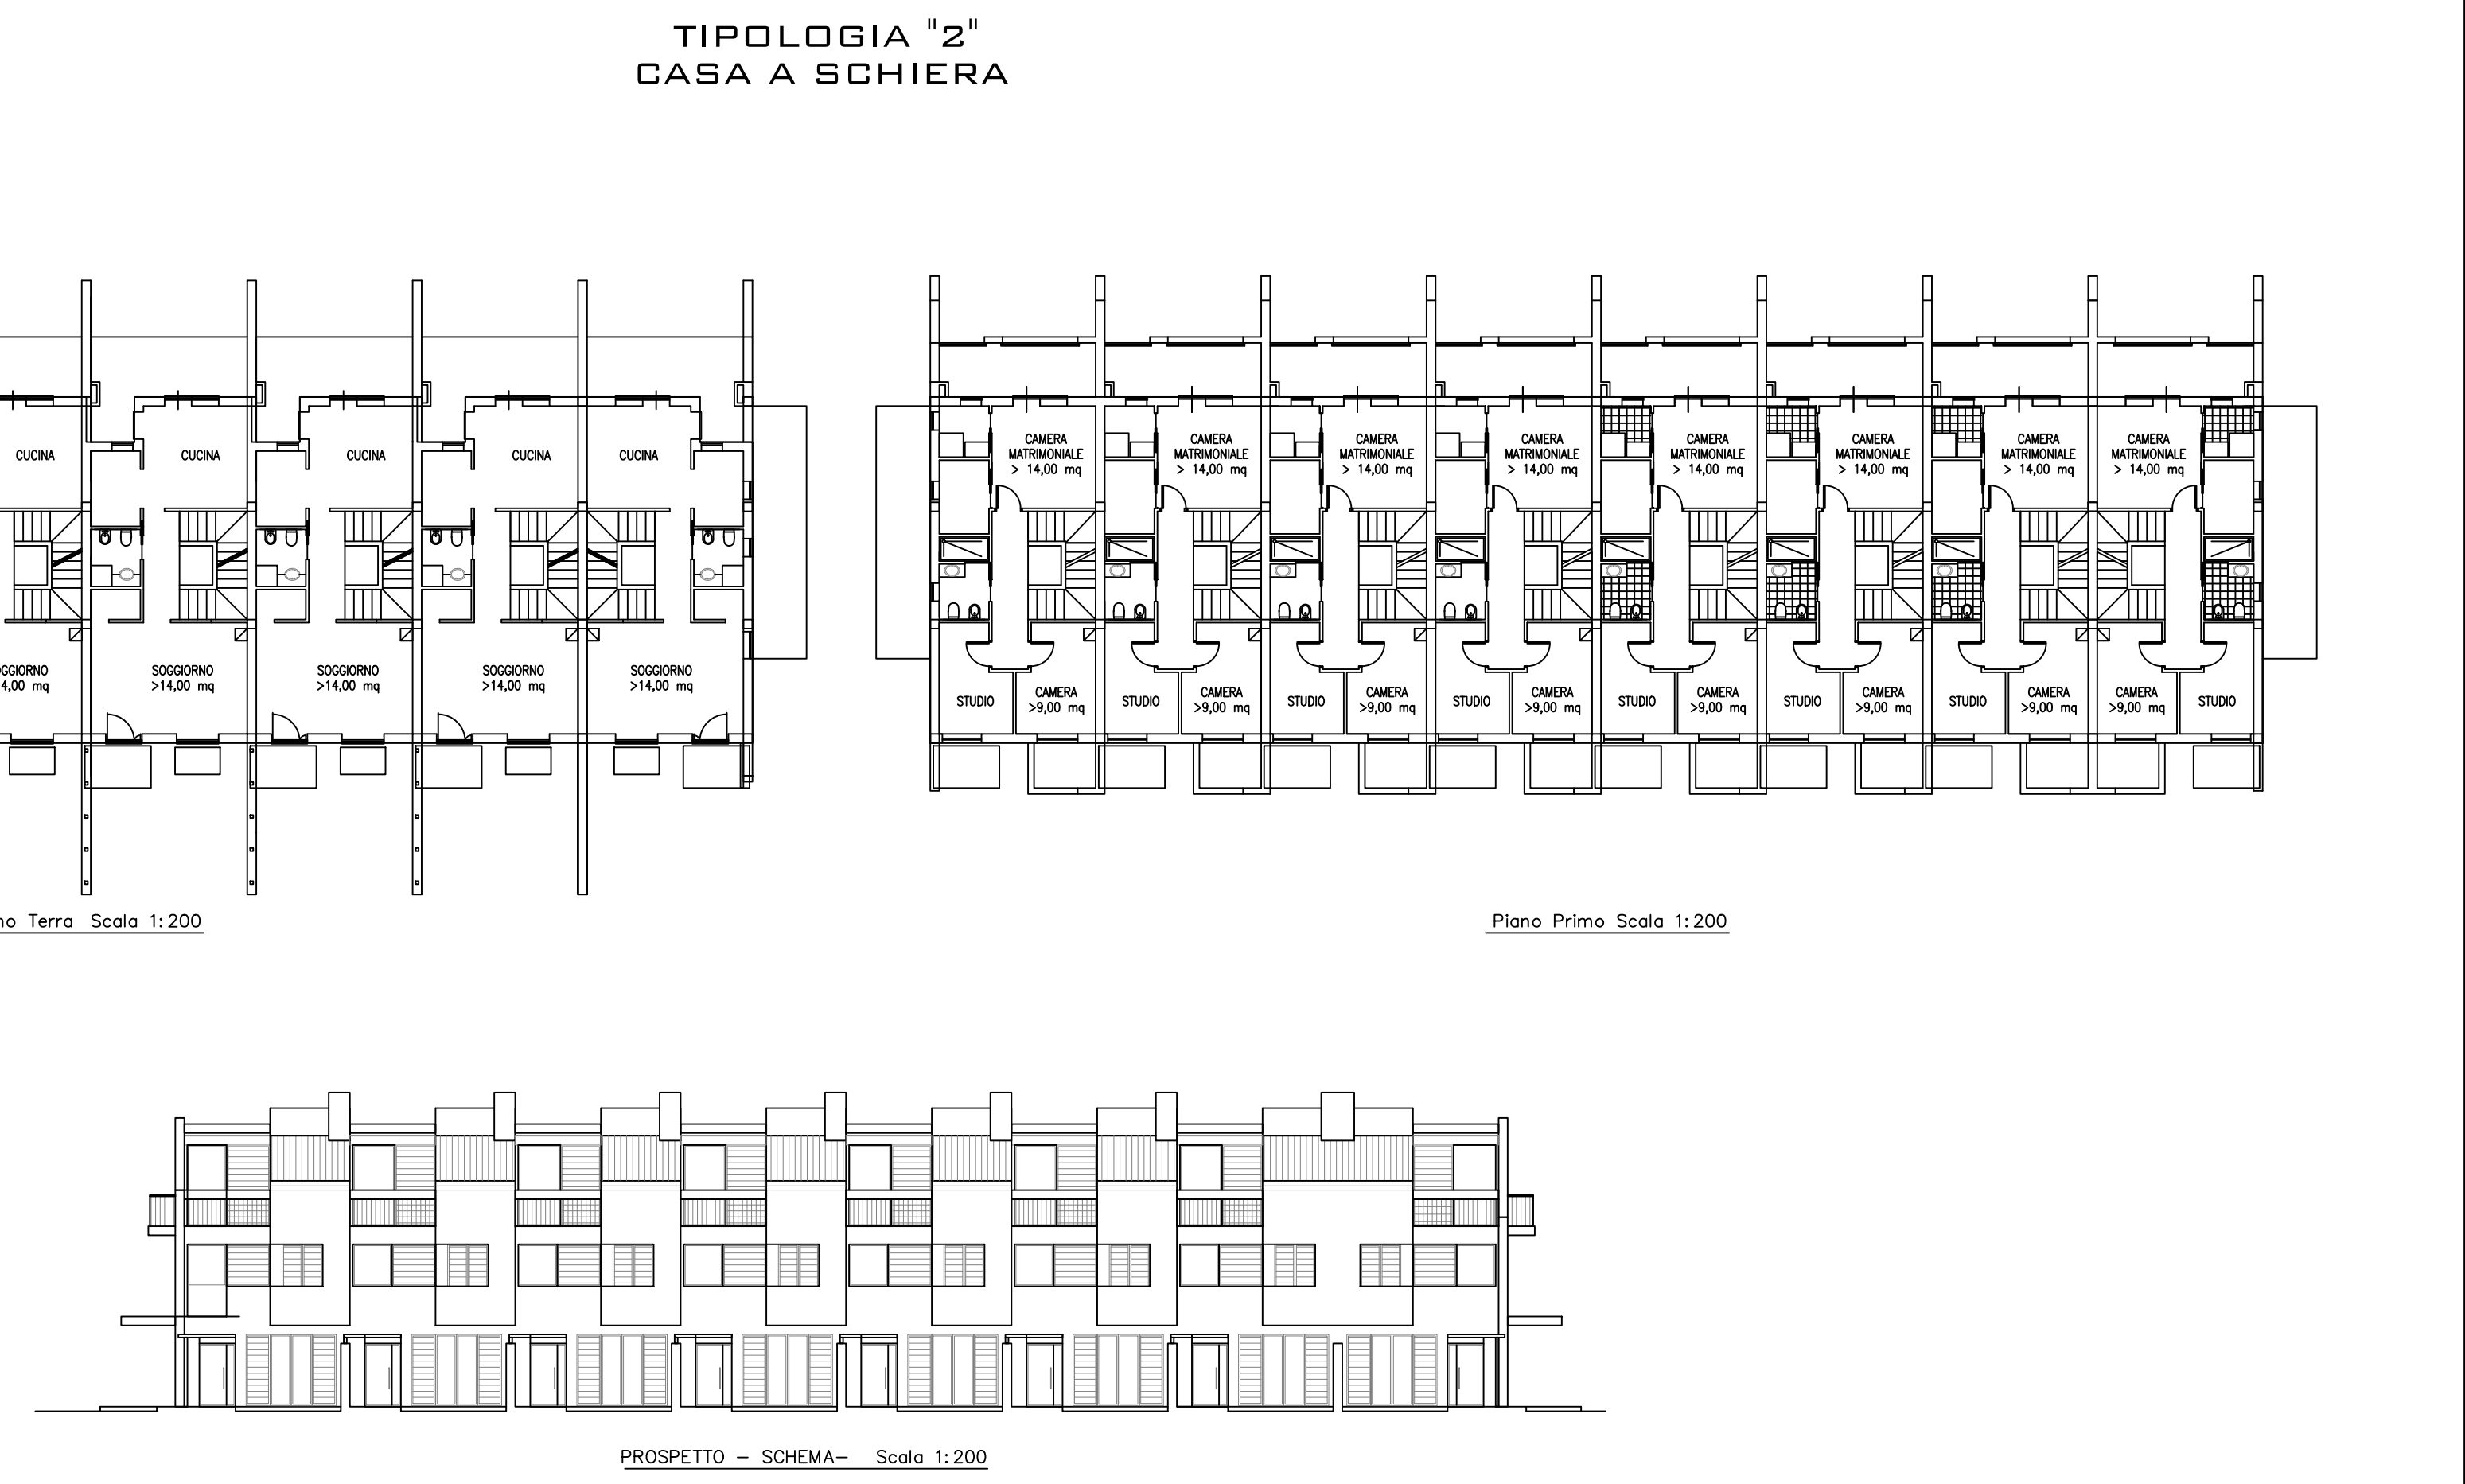 TIPOLOGIA "2"
CASA A SCHIERA
CUCINA
CUCINA
CUCINA
CUCINA
CUCINA
OGGIORNO
4,00 mq
SOGGIORNO
>14,00 mq
SOGGIORNO
>14,00 mq
SOGGIORNO
>14,00 mq
SOGGIORNO
>14,00 mq
no Terra Scala 1:200
CAMERA
MATRIMONIALE
> 14,00 mq
CAMERA
MATRIMONIALE
> 14,00 mq
CAMERA
MATRIMONIALE
> 14,00 mq
CAMERA
MATRIMONIALE
> 14,00 mq
CAMERA
MATRIMONIALE
> 14,00 mq
CAMERA
MATRIMONIALE
> 14,00 mq
CAMERA
MATRIMONIALE
> 14,00 mq
CAMERA
MATRIMONIALE
> 14,00 mq
STUDIO
CAMERA
>9,00 mq
STUDIO
CAMERA
>9,00 mq
STUDIO
CAMERA
>9,00 mq
STUDIO
CAMERA
>9,00 mq
STUDIO
CAMERA
>9,00 mq
STUDIO
CAMERA
>9,00 mq
STUDIO
CAMERA
>9,00 mq
CAMERA
>9,00 mq
STUDIO
Piano Primo Scala 1:200
PROSPETTO - SCHEMA- Scala 1:200